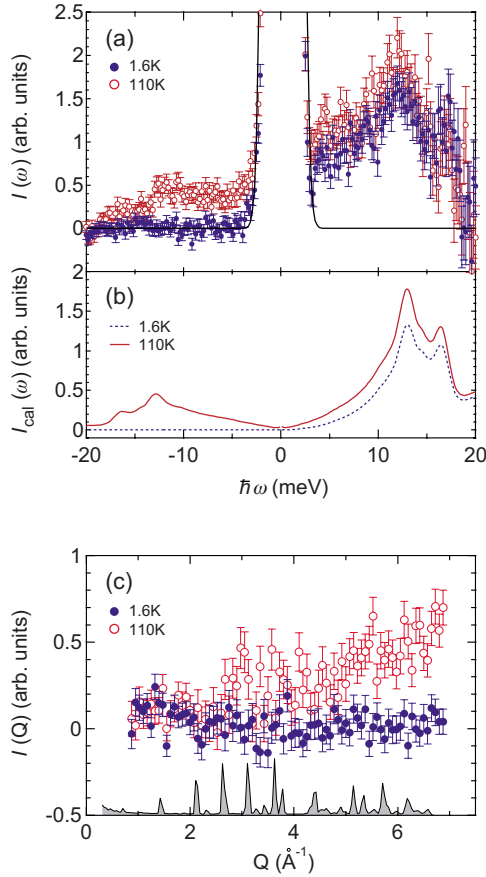 2.5
(a)
1.6K
110K
2
1.5
1
0.5
0
I (ω) (arb. units)
2
(b)
1.6K
110K
1.5
1
0.5
0
I_cal (ω) (arb. units)
-20 -10 0 10 20
ħω (meV)
1
(c)
1.6K
110K
0.5
0
-0.5
I (Q) (arb. units)
0 2 4 6
Q (Å⁻¹)